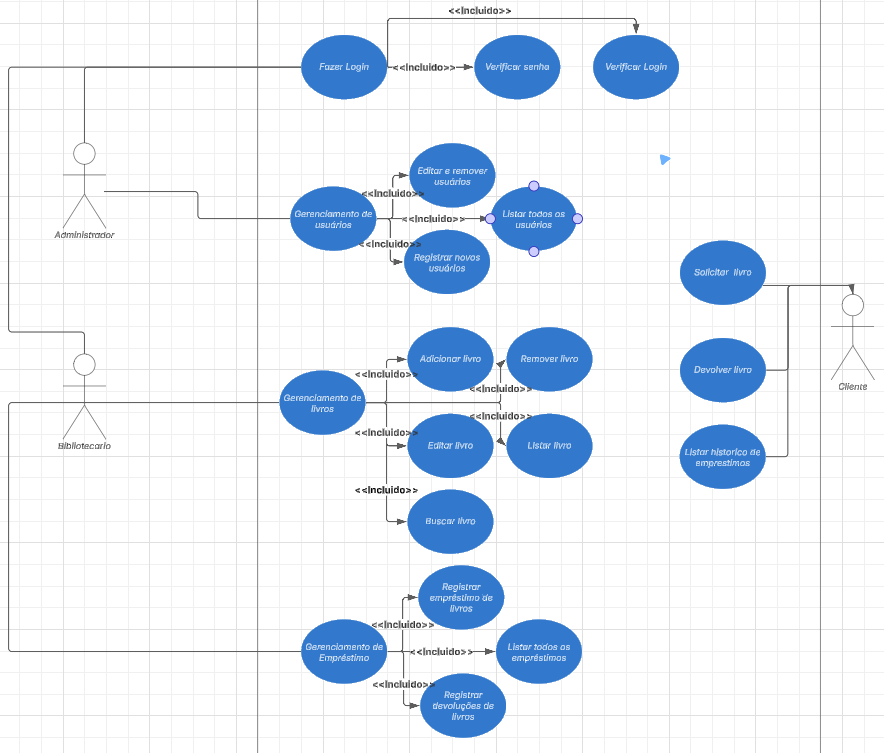 <<Incluido>>
Fazer Login
<<Incluido>>
Verificar senha
Verificar Login
Editar e remover
usuários
<<Incluido>>
Administrador
Gerenciamento de
usuários
<<Incluido>>
Listar todos os
usuários
<<Incluido>>
Registrar novos
usuários
Solicitar livro
Cliente
Adicionar livro
Remover livro
<<Incluido>>
Devolver livro
<<Incluido>>
Gerenciamento de
livros
<<Incluido>>
<<Incluido>>
Bibliotecario
Editar livro
Listar livro
Listar historico de
emprestimos
<<Incluido>>
Buscar livro
Registrar
empréstimo de
livros
<<Incluido>>
Gerenciamento de
Empréstimo
<<Incluido>>
Listar todos os
empréstimos
<<Incluido>>
Registrar
devoluções de
livros